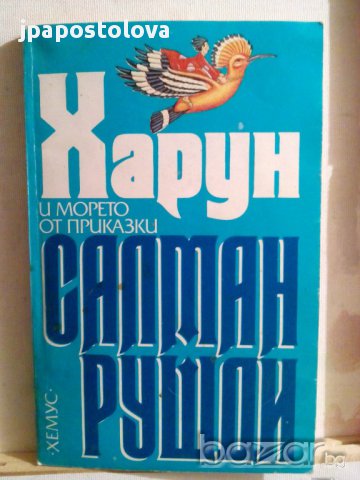 jpapostolova
Харун
И МОРЕТО
ОТ ПРИКАЗКИ
САЛМАН
РУШДИ
ХЕМУС·
bazar.bg